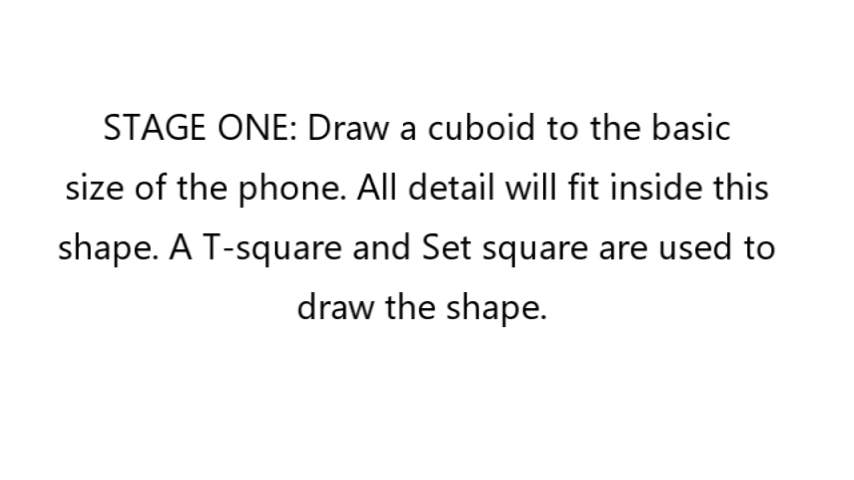 STAGE ONE: Draw a cuboid to the basic
size of the phone. All detail will fit inside this
shape. A T-square and Set square are used to
draw the shape.